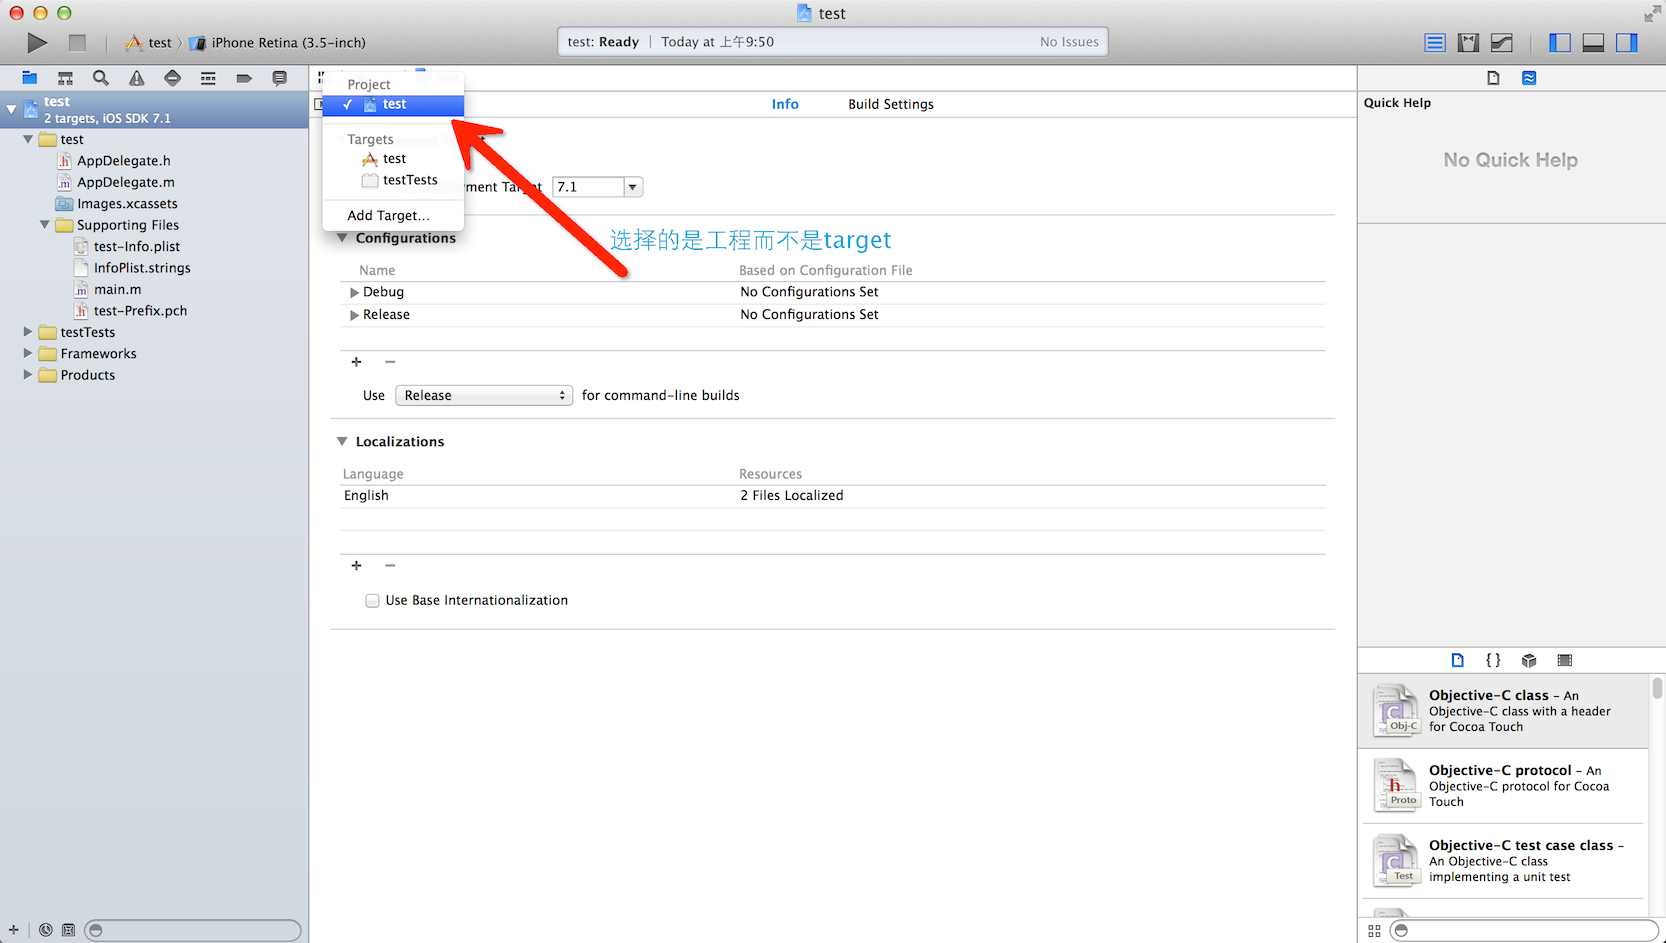 test
test
iPhone Retina (3.5-inch)
test: Ready
Today at 上午9:50
No Issues
test
2 targets, iOS SDK 7.1
test
AppDelegate.h
AppDelegate.m
Images.xcassets
Supporting Files
test-Info.plist
InfoPlist.strings
main.m
test-Prefix.pch
testTests
Frameworks
Products
Project
test
Targets
test
testTests
Add Target...
Info
Build Settings
7.1
选择的是工程而不是target
Configurations
Name
Based on Configuration File
Debug
No Configurations Set
Release
No Configurations Set
Use
Release
for command-line builds
Localizations
Language
Resources
English
2 Files Localized
Use Base Internationalization
Quick Help
No Quick Help
Objective-C class - An
Objective-C class with a header
for Cocoa Touch
Obj-C
Objective-C protocol - An
Objective-C protocol for Cocoa
Touch
h
Proto
Objective-C test case class -
An Objective-C class
implementing a unit test
Test